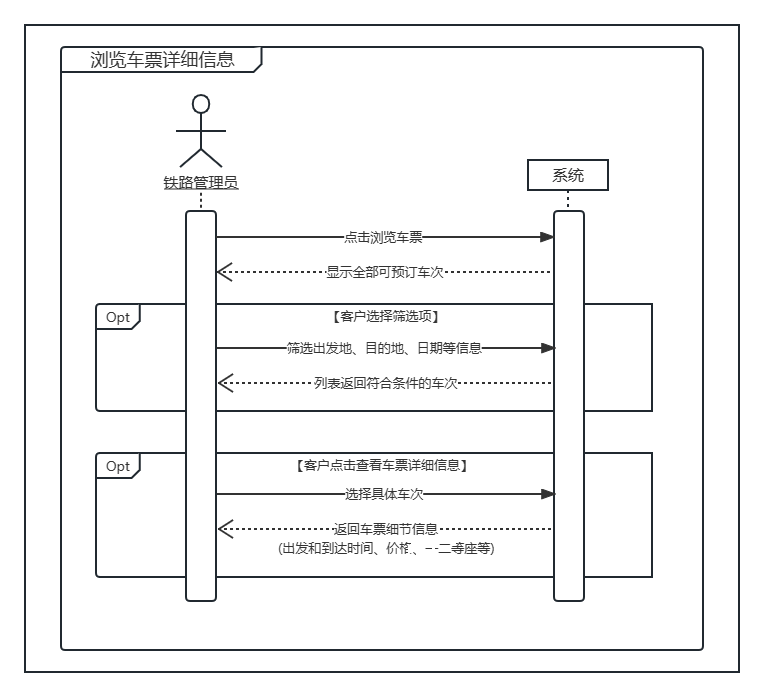 浏览车票详细信息
铁路管理员
系统
点击浏览车票
显示全部可预订车次
Opt
【客户选择筛选项】
筛选出发地、目的地、日期等信息
列表返回符合条件的车次
Opt
【客户点击查看车票详细信息】
选择具体车次
返回车票细节信息
(出发和到达时间、价格、一二等座等)